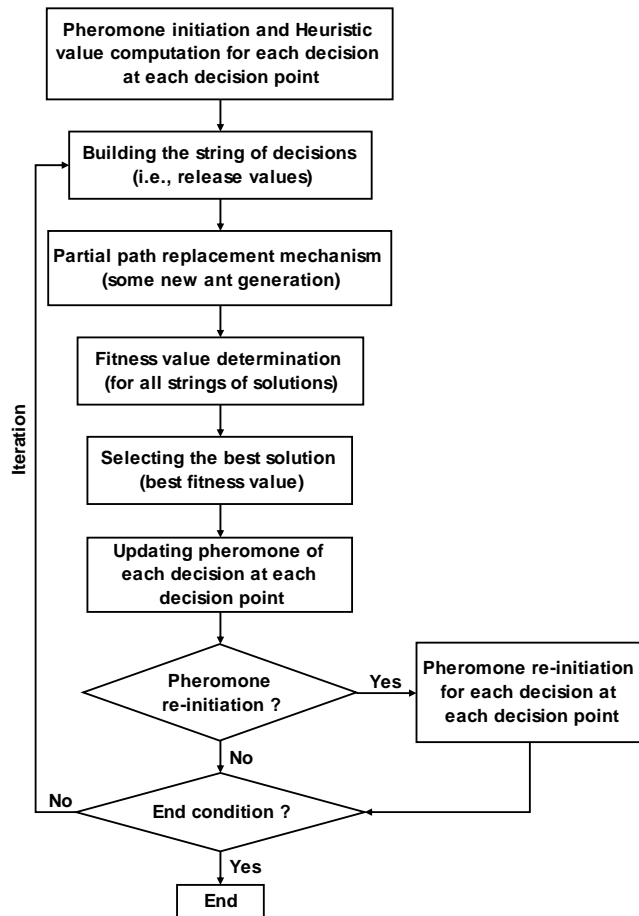 Pheromone initiation and Heuristic
value computation for each decision
at each decision point
Building the string of decisions
(i.e., release values)
Partial path replacement mechanism
(some new ant generation)
Fitness value determination
(for all strings of solutions)
Iteration
Selecting the best solution
(best fitness value)
Updating pheromone of
each decision at each
decision point
Pheromone
re-initiation ?
Yes
Pheromone re-initiation
for each decision at
each decision point
No
No
End condition ?
Yes
End